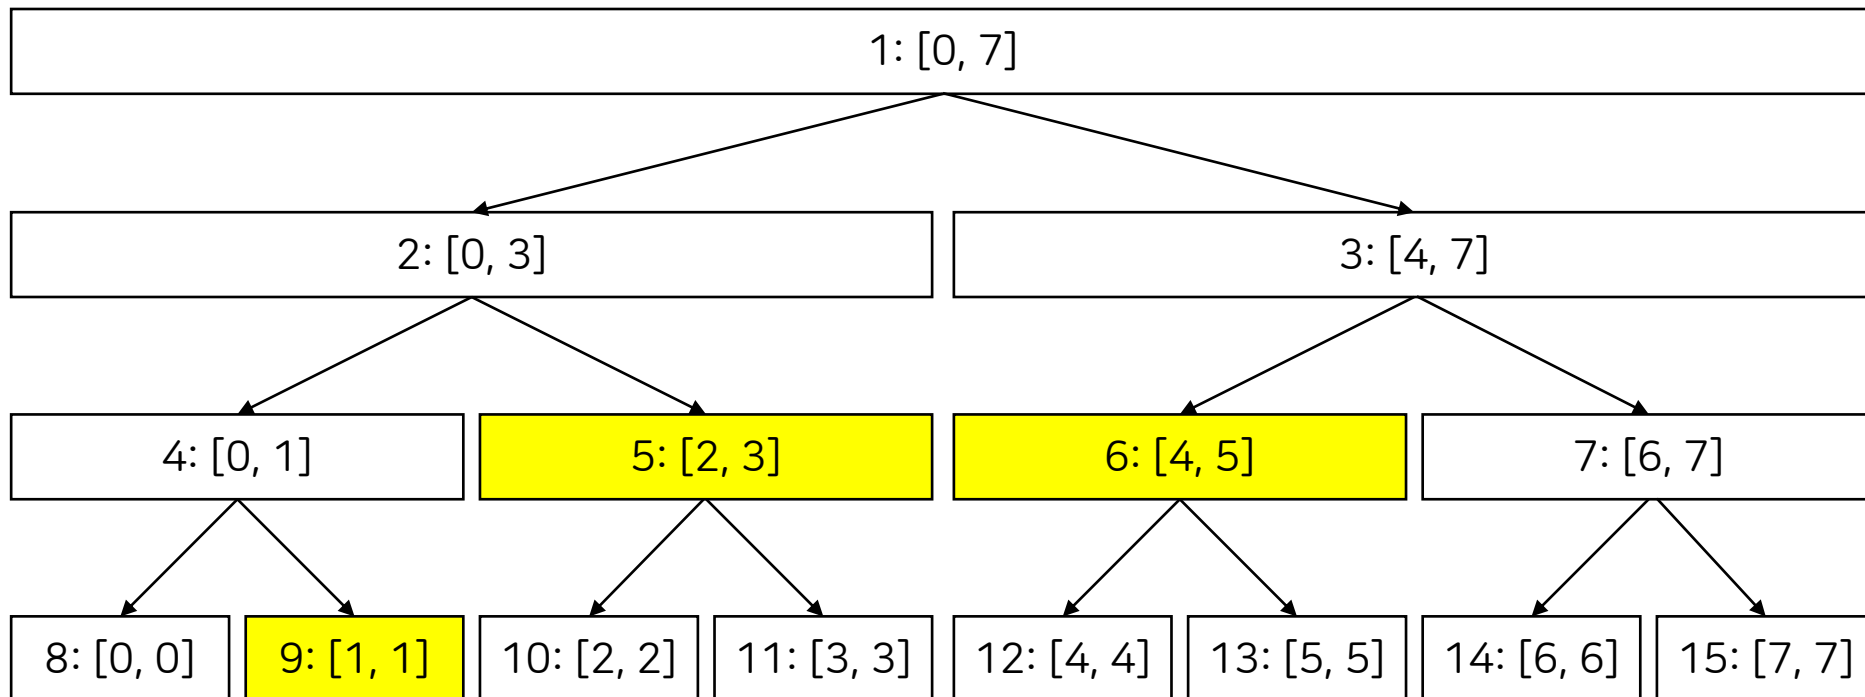 1: [0, 7]
2: [0, 3]
3: [4, 7]
4: [0, 1]
5: [2, 3]
6: [4, 5]
7: [6, 7]
8: [0, 0]
9: [1, 1]
10: [2, 2]
11: [3, 3]
12: [4, 4]
13: [5, 5]
14: [6, 6]
15: [7, 7]